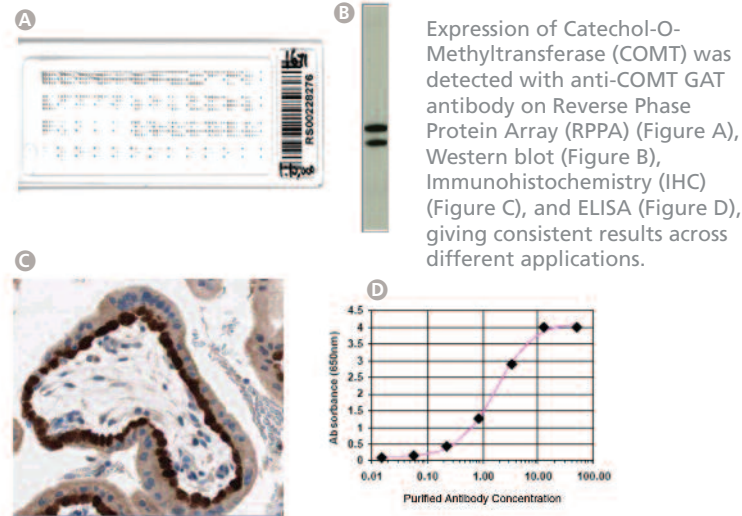 A
RS00228276
B
Expression of Catechol-O-
Methyltransferase (COMT) was
detected with anti-COMT GAT
antibody on Reverse Phase
Protein Array (RPPA) (Figure A),
Western blot (Figure B),
Immunohistochemistry (IHC)
(Figure C), and ELISA (Figure D),
giving consistent results across
different applications.
C
D
Absorbance (650nm)
4.5
4
3.5
3
2.5
2
1.5
1
0.5
0
0.01 0.10 1.00 10.00 100.00
Purified Antibody Concentration